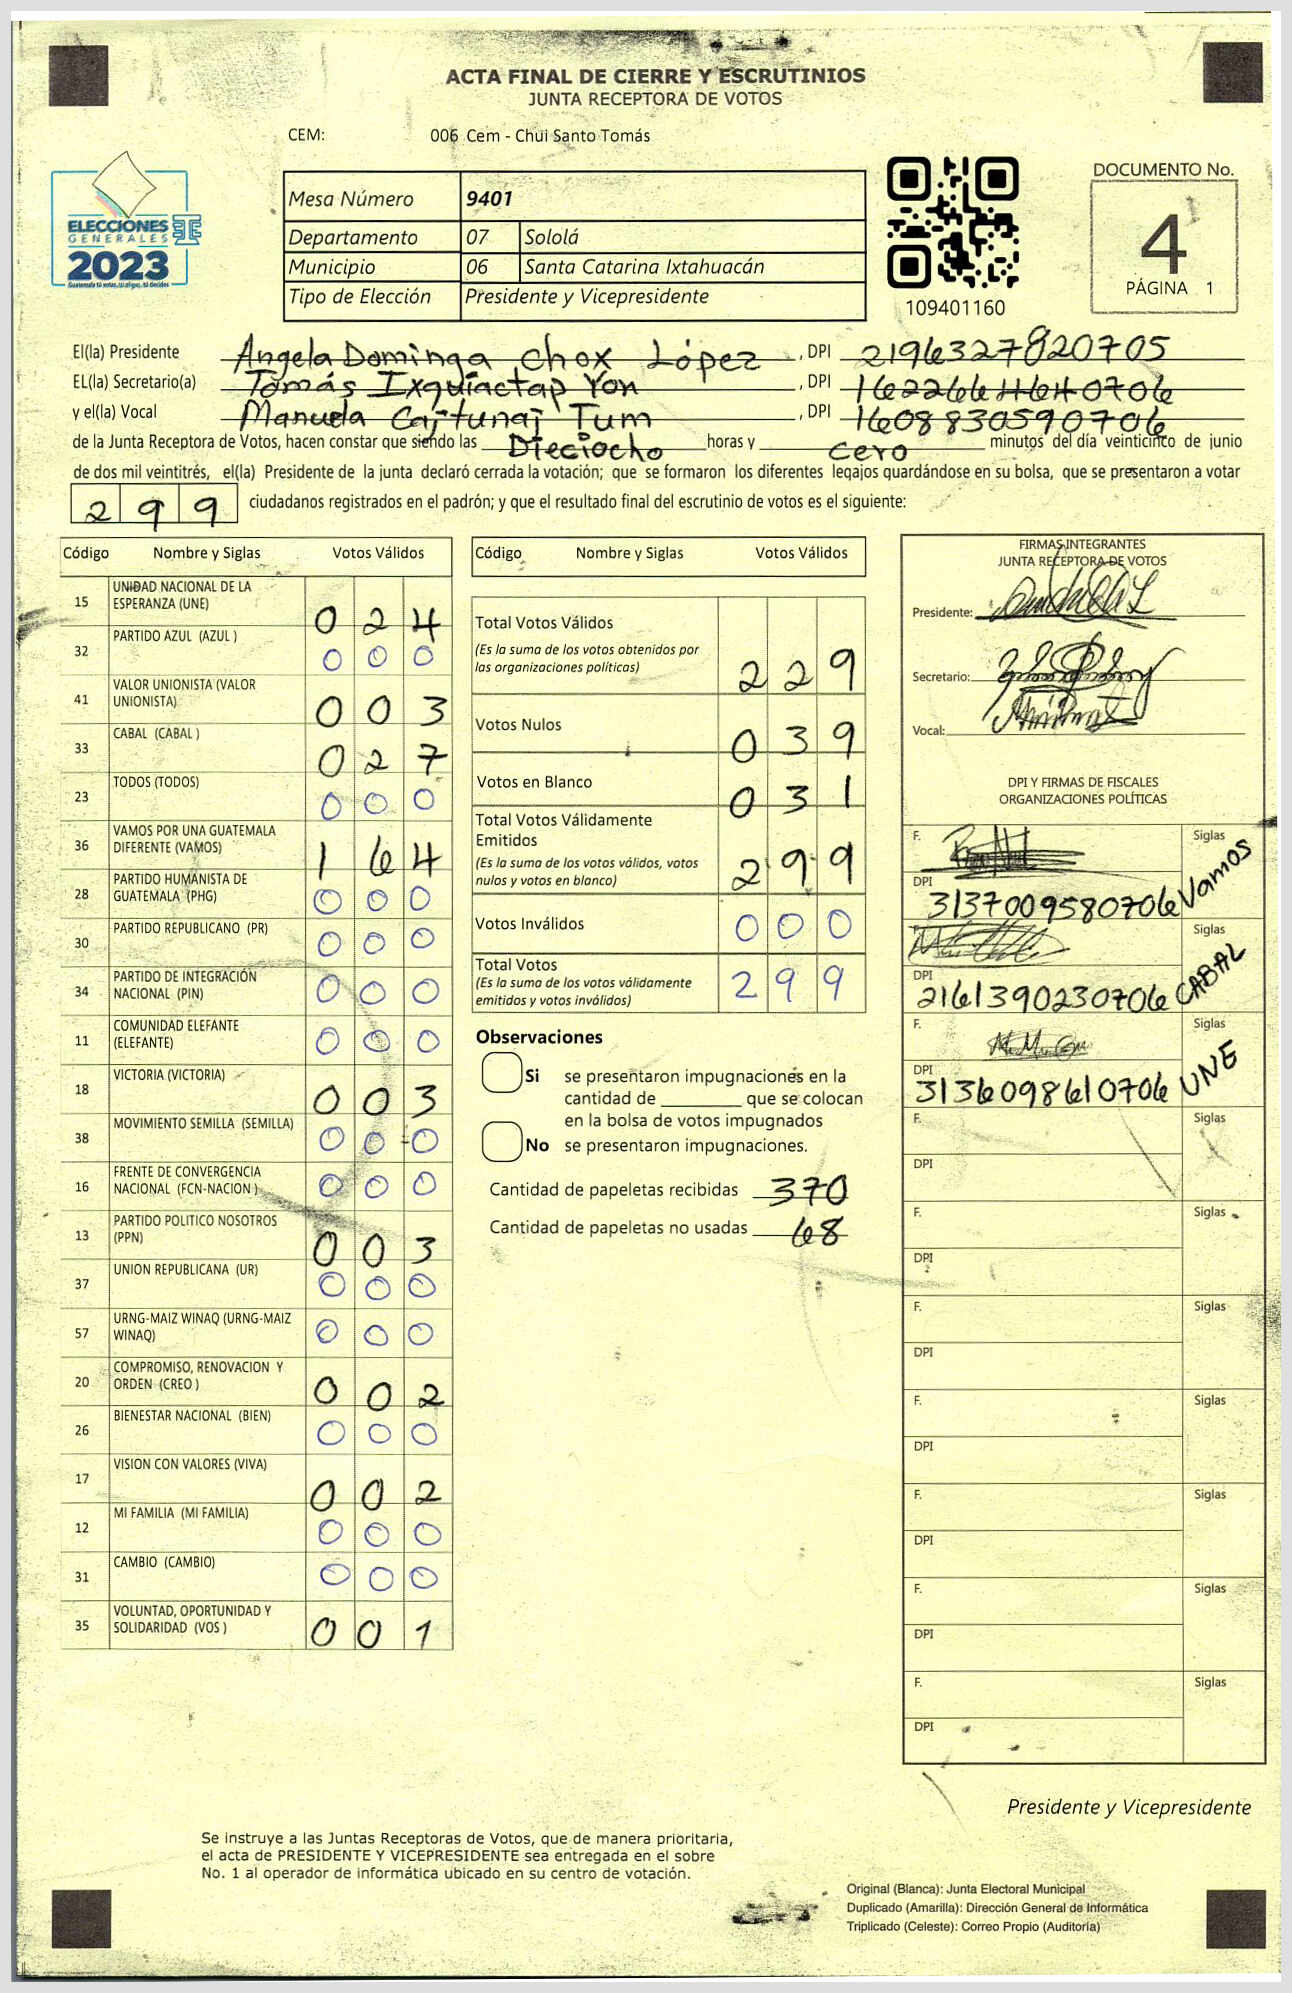 ACTA FINAL DE CIERRE Y ESCRUTINIOS
JUNTA RECEPTORA DE VOTOS
CEM: 006 Cem - Chui Santo Tomás
ELECCIONES
GENERALES
2023
Mesa Número 9401
Departamento 07 Sololá
Municipio 06 Santa Catarina Ixtahuacán
Tipo de Elección Presidente y Vicepresidente
109401160
DOCUMENTO No.
4
PÁGINA 1
El(la) Presidente Angela Dominga Chox López, DPI 2196327820705
EL(la) Secretario(a) Tomás Ixquiactap Yon, DPI 1622664640706
y el(la) Vocal Manuela Cajtunaj Tum, DPI 1608830590706
de la Junta Receptora de Votos, hacen constar que siendo las Dieciocho horas y cero minutos del día veinticinco de junio
de dos mil veintitrés, el(la) Presidente de la junta declaró cerrada la votación; que se formaron los diferentes legajos guardándose en su bolsa, que se presentaron a votar
299 ciudadanos registrados en el padrón; y que el resultado final del escrutinio de votos es el siguiente:
Código Nombre y Siglas Votos Válidos
15 UNIDAD NACIONAL DE LA ESPERANZA (UNE) 0 2 4
32 PARTIDO AZUL (AZUL ) 0 0 0
41 VALOR UNIONISTA (VALOR UNIONISTA) 0 0 3
33 CABAL (CABAL ) 0 2 7
23 TODOS (TODOS) 0 0 0
36 VAMOS POR UNA GUATEMALA DIFERENTE (VAMOS) 1 6 4
28 PARTIDO HUMANISTA DE GUATEMALA (PHG) 0 0 0
30 PARTIDO REPUBLICANO (PR) 0 0 0
34 PARTIDO DE INTEGRACIÓN NACIONAL (PIN) 0 0 0
11 COMUNIDAD ELEFANTE (ELEFANTE) 0 0 0
18 VICTORIA (VICTORIA) 0 0 3
38 MOVIMIENTO SEMILLA (SEMILLA) 0 0 0
16 FRENTE DE CONVERGENCIA NACIONAL (FCN-NACION ) 0 0 0
13 PARTIDO POLITICO NOSOTROS (PPN) 0 0 3
37 UNION REPUBLICANA (UR) 0 0 0
57 URNG-MAIZ WINAQ (URNG-MAIZ WINAQ) 0 0 0
20 COMPROMISO, RENOVACION Y ORDEN (CREO ) 0 0 2
26 BIENESTAR NACIONAL (BIEN) 0 0 0
17 VISION CON VALORES (VIVA) 0 0 2
12 MI FAMILIA (MI FAMILIA) 0 0 0
31 CAMBIO (CAMBIO) 0 0 0
35 VOLUNTAD, OPORTUNIDAD Y SOLIDARIDAD (VOS ) 0 0 1
Código Nombre y Siglas Votos Válidos
Total Votos Válidos 2 2 9
(Es la suma de los votos obtenidos por
las organizaciones políticas)
Votos Nulos 0 3 9
Votos en Blanco 0 3 1
Total Votos Válidamente
Emitidos 2 9 9
(Es la suma de los votos válidos, votos
nulos y votos en blanco)
Votos Inválidos 0 0 0
Total Votos 2 9 9
(Es la suma de los votos válidamente
emitidos y votos inválidos)
Observaciones
Si se presentaron impugnaciones en la
cantidad de ________ que se colocan
en la bolsa de votos impugnados
No se presentaron impugnaciones.
Cantidad de papeletas recibidas 370
Cantidad de papeletas no usadas 68
FIRMAS INTEGRANTES
JUNTA RECEPTORA DE VOTOS
Presidente:
Secretario:
Vocal:
DPI Y FIRMAS DE FISCALES
ORGANIZACIONES POLÍTICAS
F. Siglas
DPI 3137009580706 Vamos
Siglas
DPI 2161390230706 CABAL
F. Siglas
DPI 3136098610706 UNE
F. Siglas
DPI
F. Siglas
DPI
F. Siglas
DPI
F. Siglas
DPI
F. Siglas
DPI
F. Siglas
DPI
F. Siglas
DPI
Presidente y Vicepresidente
Se instruye a las Juntas Receptoras de Votos, que de manera prioritaria,
el acta de PRESIDENTE Y VICEPRESIDENTE sea entregada en el sobre
No. 1 al operador de informática ubicado en su centro de votación.
Original (Blanca): Junta Electoral Municipal
Duplicado (Amarilla): Dirección General de Informática
Triplicado (Celeste): Correo Propio (Auditoría)